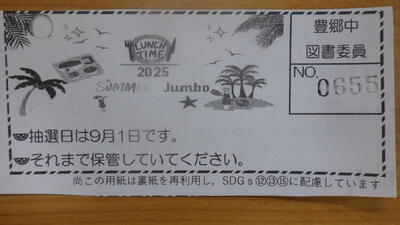 LUNCH
TIME
2025
SUMMER Jumbo
豊郷中
図書委員
NO.
0655
抽選日は9月1日です。
それまで保管していてください。
尚この用紙は裏紙を再利用し，SDGs⑫⑬⑮に配慮しています